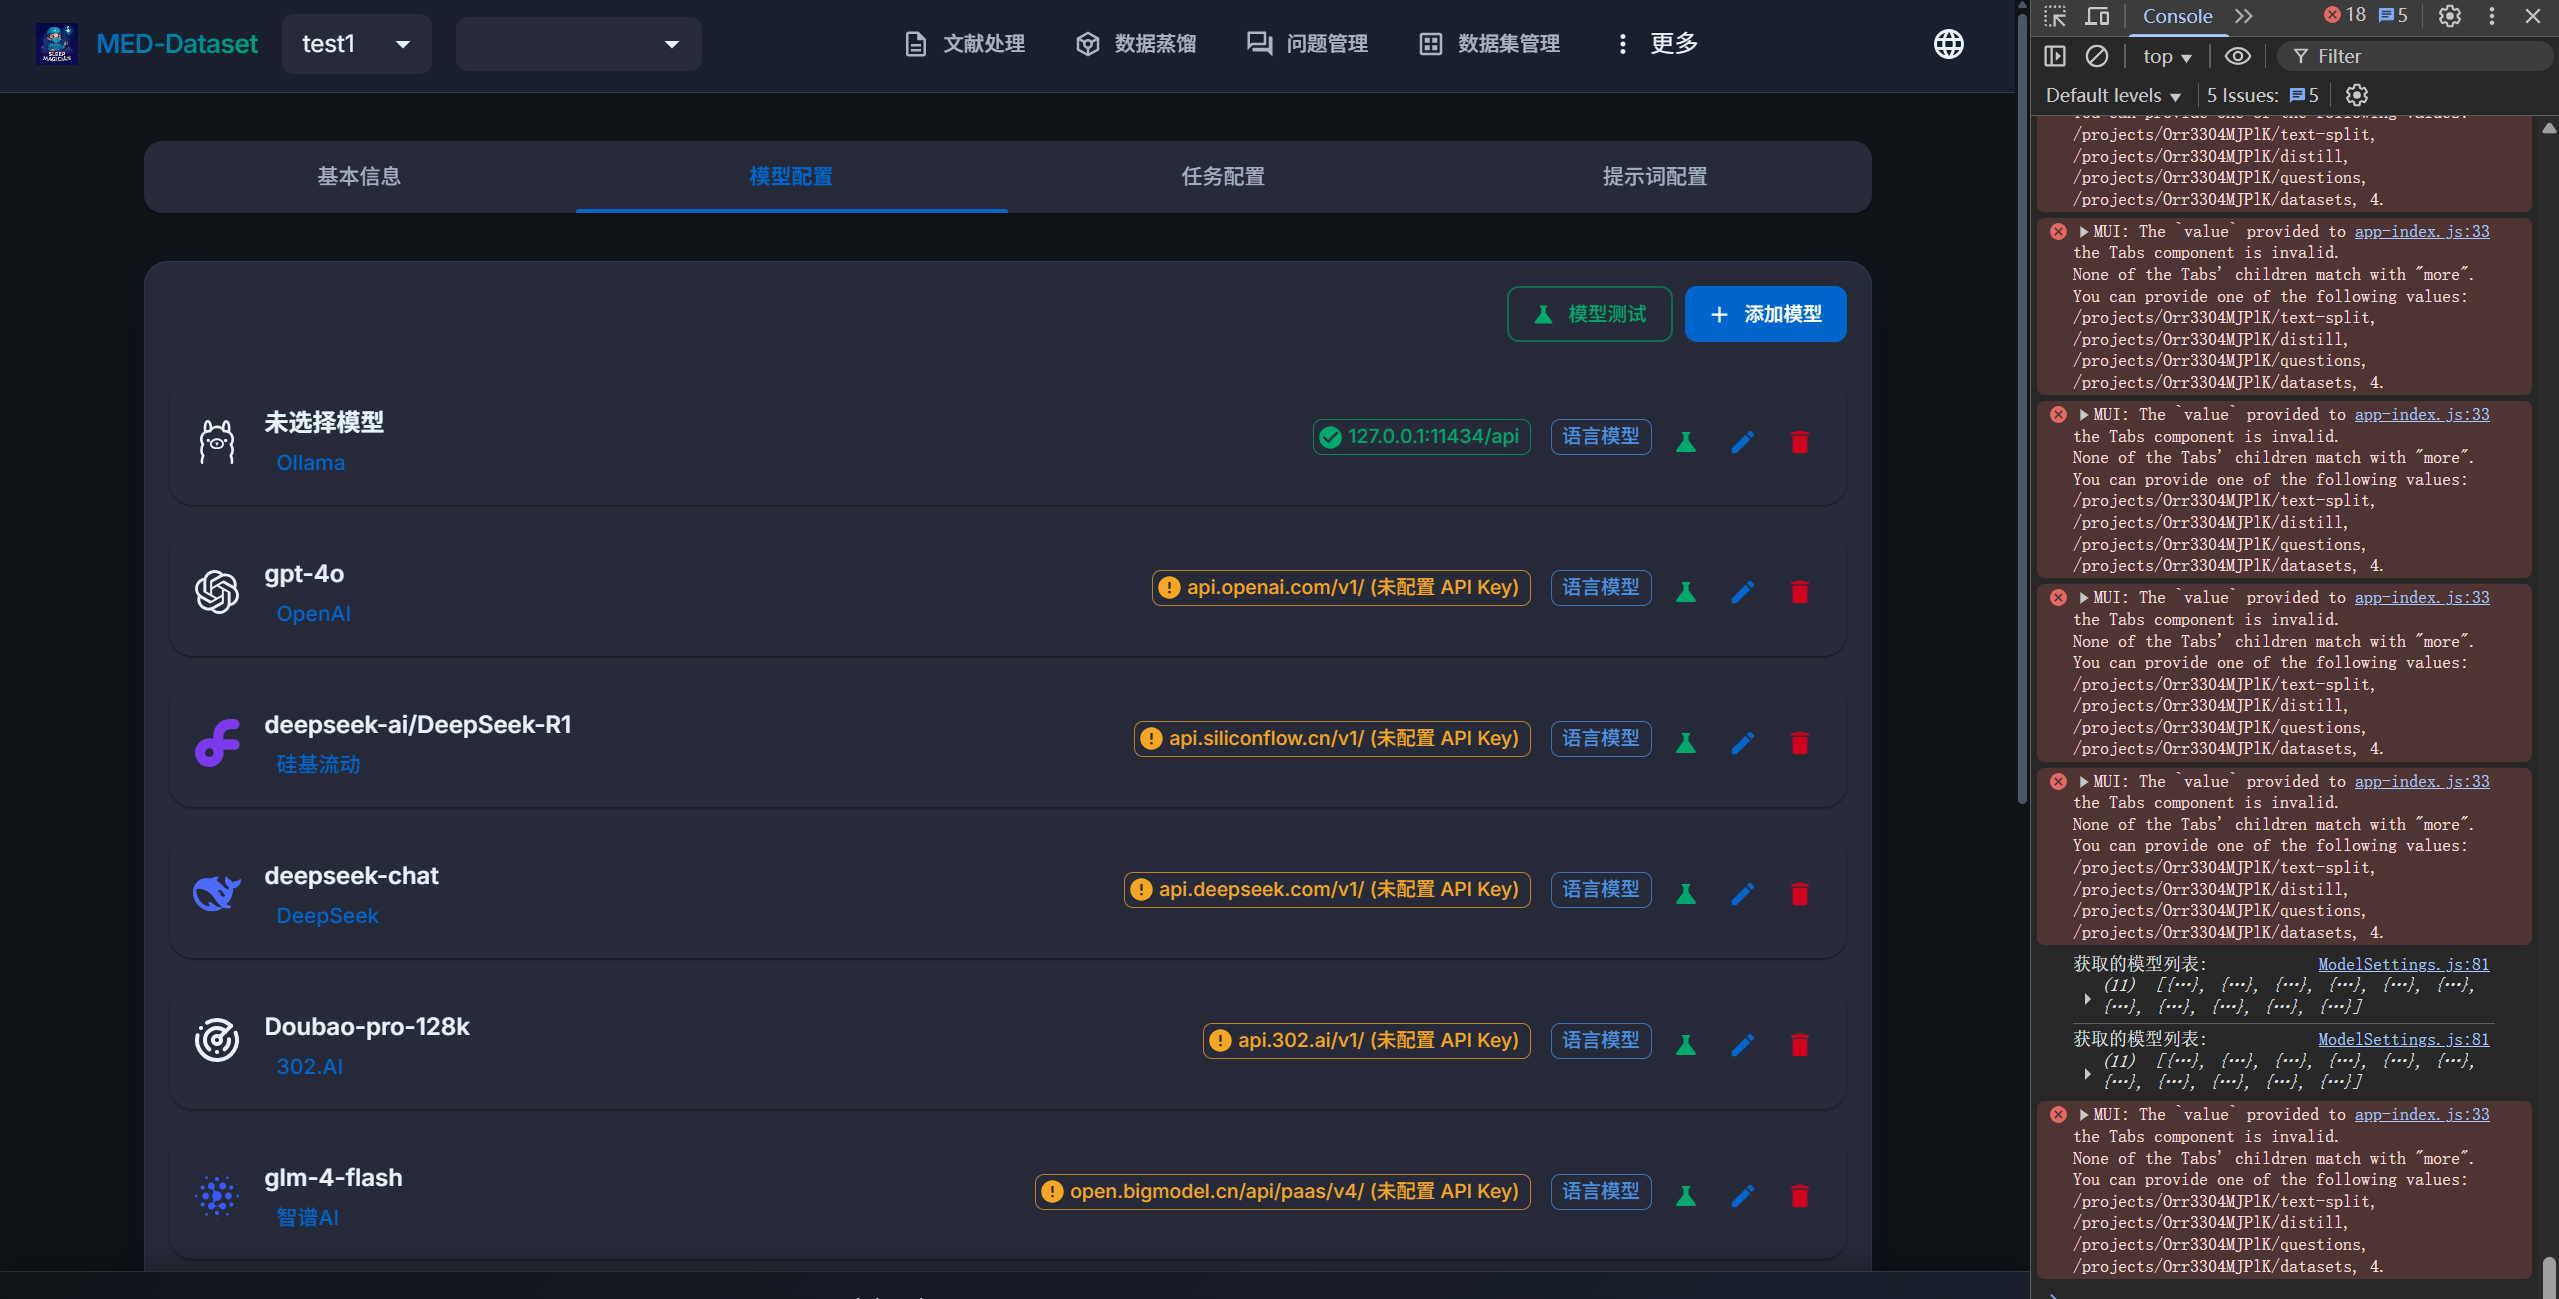 MED-Dataset
test1
文献处理
数据蒸馏
问题管理
数据集管理
更多
基本信息
模型配置
任务配置
提示词配置
模型测试
添加模型
未选择模型
Ollama
127.0.0.1:11434/api
语言模型
gpt-4o
OpenAI
api.openai.com/v1/ (未配置 API Key)
语言模型
deepseek-ai/DeepSeek-R1
硅基流动
api.siliconflow.cn/v1/ (未配置 API Key)
语言模型
deepseek-chat
DeepSeek
api.deepseek.com/v1/ (未配置 API Key)
语言模型
Doubao-pro-128k
302.AI
api.302.ai/v1/ (未配置 API Key)
语言模型
glm-4-flash
智谱AI
open.bigmodel.cn/api/paas/v4/ (未配置 API Key)
语言模型
Console
18
5
top
Filter
Default levels
5 Issues: 5
You can provide one of the following values:
/projects/Orr3304MJPlK/text-split,
/projects/Orr3304MJPlK/distill,
/projects/Orr3304MJPlK/questions,
/projects/Orr3304MJPlK/datasets, 4.
MUI: The `value` provided to app-index.js:33
the Tabs component is invalid.
None of the Tabs' children match with "more".
You can provide one of the following values:
/projects/Orr3304MJPlK/text-split,
/projects/Orr3304MJPlK/distill,
/projects/Orr3304MJPlK/questions,
/projects/Orr3304MJPlK/datasets, 4.
MUI: The `value` provided to app-index.js:33
the Tabs component is invalid.
None of the Tabs' children match with "more".
You can provide one of the following values:
/projects/Orr3304MJPlK/text-split,
/projects/Orr3304MJPlK/distill,
/projects/Orr3304MJPlK/questions,
/projects/Orr3304MJPlK/datasets, 4.
MUI: The `value` provided to app-index.js:33
the Tabs component is invalid.
None of the Tabs' children match with "more".
You can provide one of the following values:
/projects/Orr3304MJPlK/text-split,
/projects/Orr3304MJPlK/distill,
/projects/Orr3304MJPlK/questions,
/projects/Orr3304MJPlK/datasets, 4.
MUI: The `value` provided to app-index.js:33
the Tabs component is invalid.
None of the Tabs' children match with "more".
You can provide one of the following values:
/projects/Orr3304MJPlK/text-split,
/projects/Orr3304MJPlK/distill,
/projects/Orr3304MJPlK/questions,
/projects/Orr3304MJPlK/datasets, 4.
获取的模型列表: ModelSettings.js:81
(11) [{…}, {…}, {…}, {…}, {…}, {…},
{…}, {…}, {…}, {…}, {…}]
获取的模型列表: ModelSettings.js:81
(11) [{…}, {…}, {…}, {…}, {…}, {…},
{…}, {…}, {…}, {…}, {…}]
MUI: The `value` provided to app-index.js:33
the Tabs component is invalid.
None of the Tabs' children match with "more".
You can provide one of the following values:
/projects/Orr3304MJPlK/text-split,
/projects/Orr3304MJPlK/distill,
/projects/Orr3304MJPlK/questions,
/projects/Orr3304MJPlK/datasets, 4.